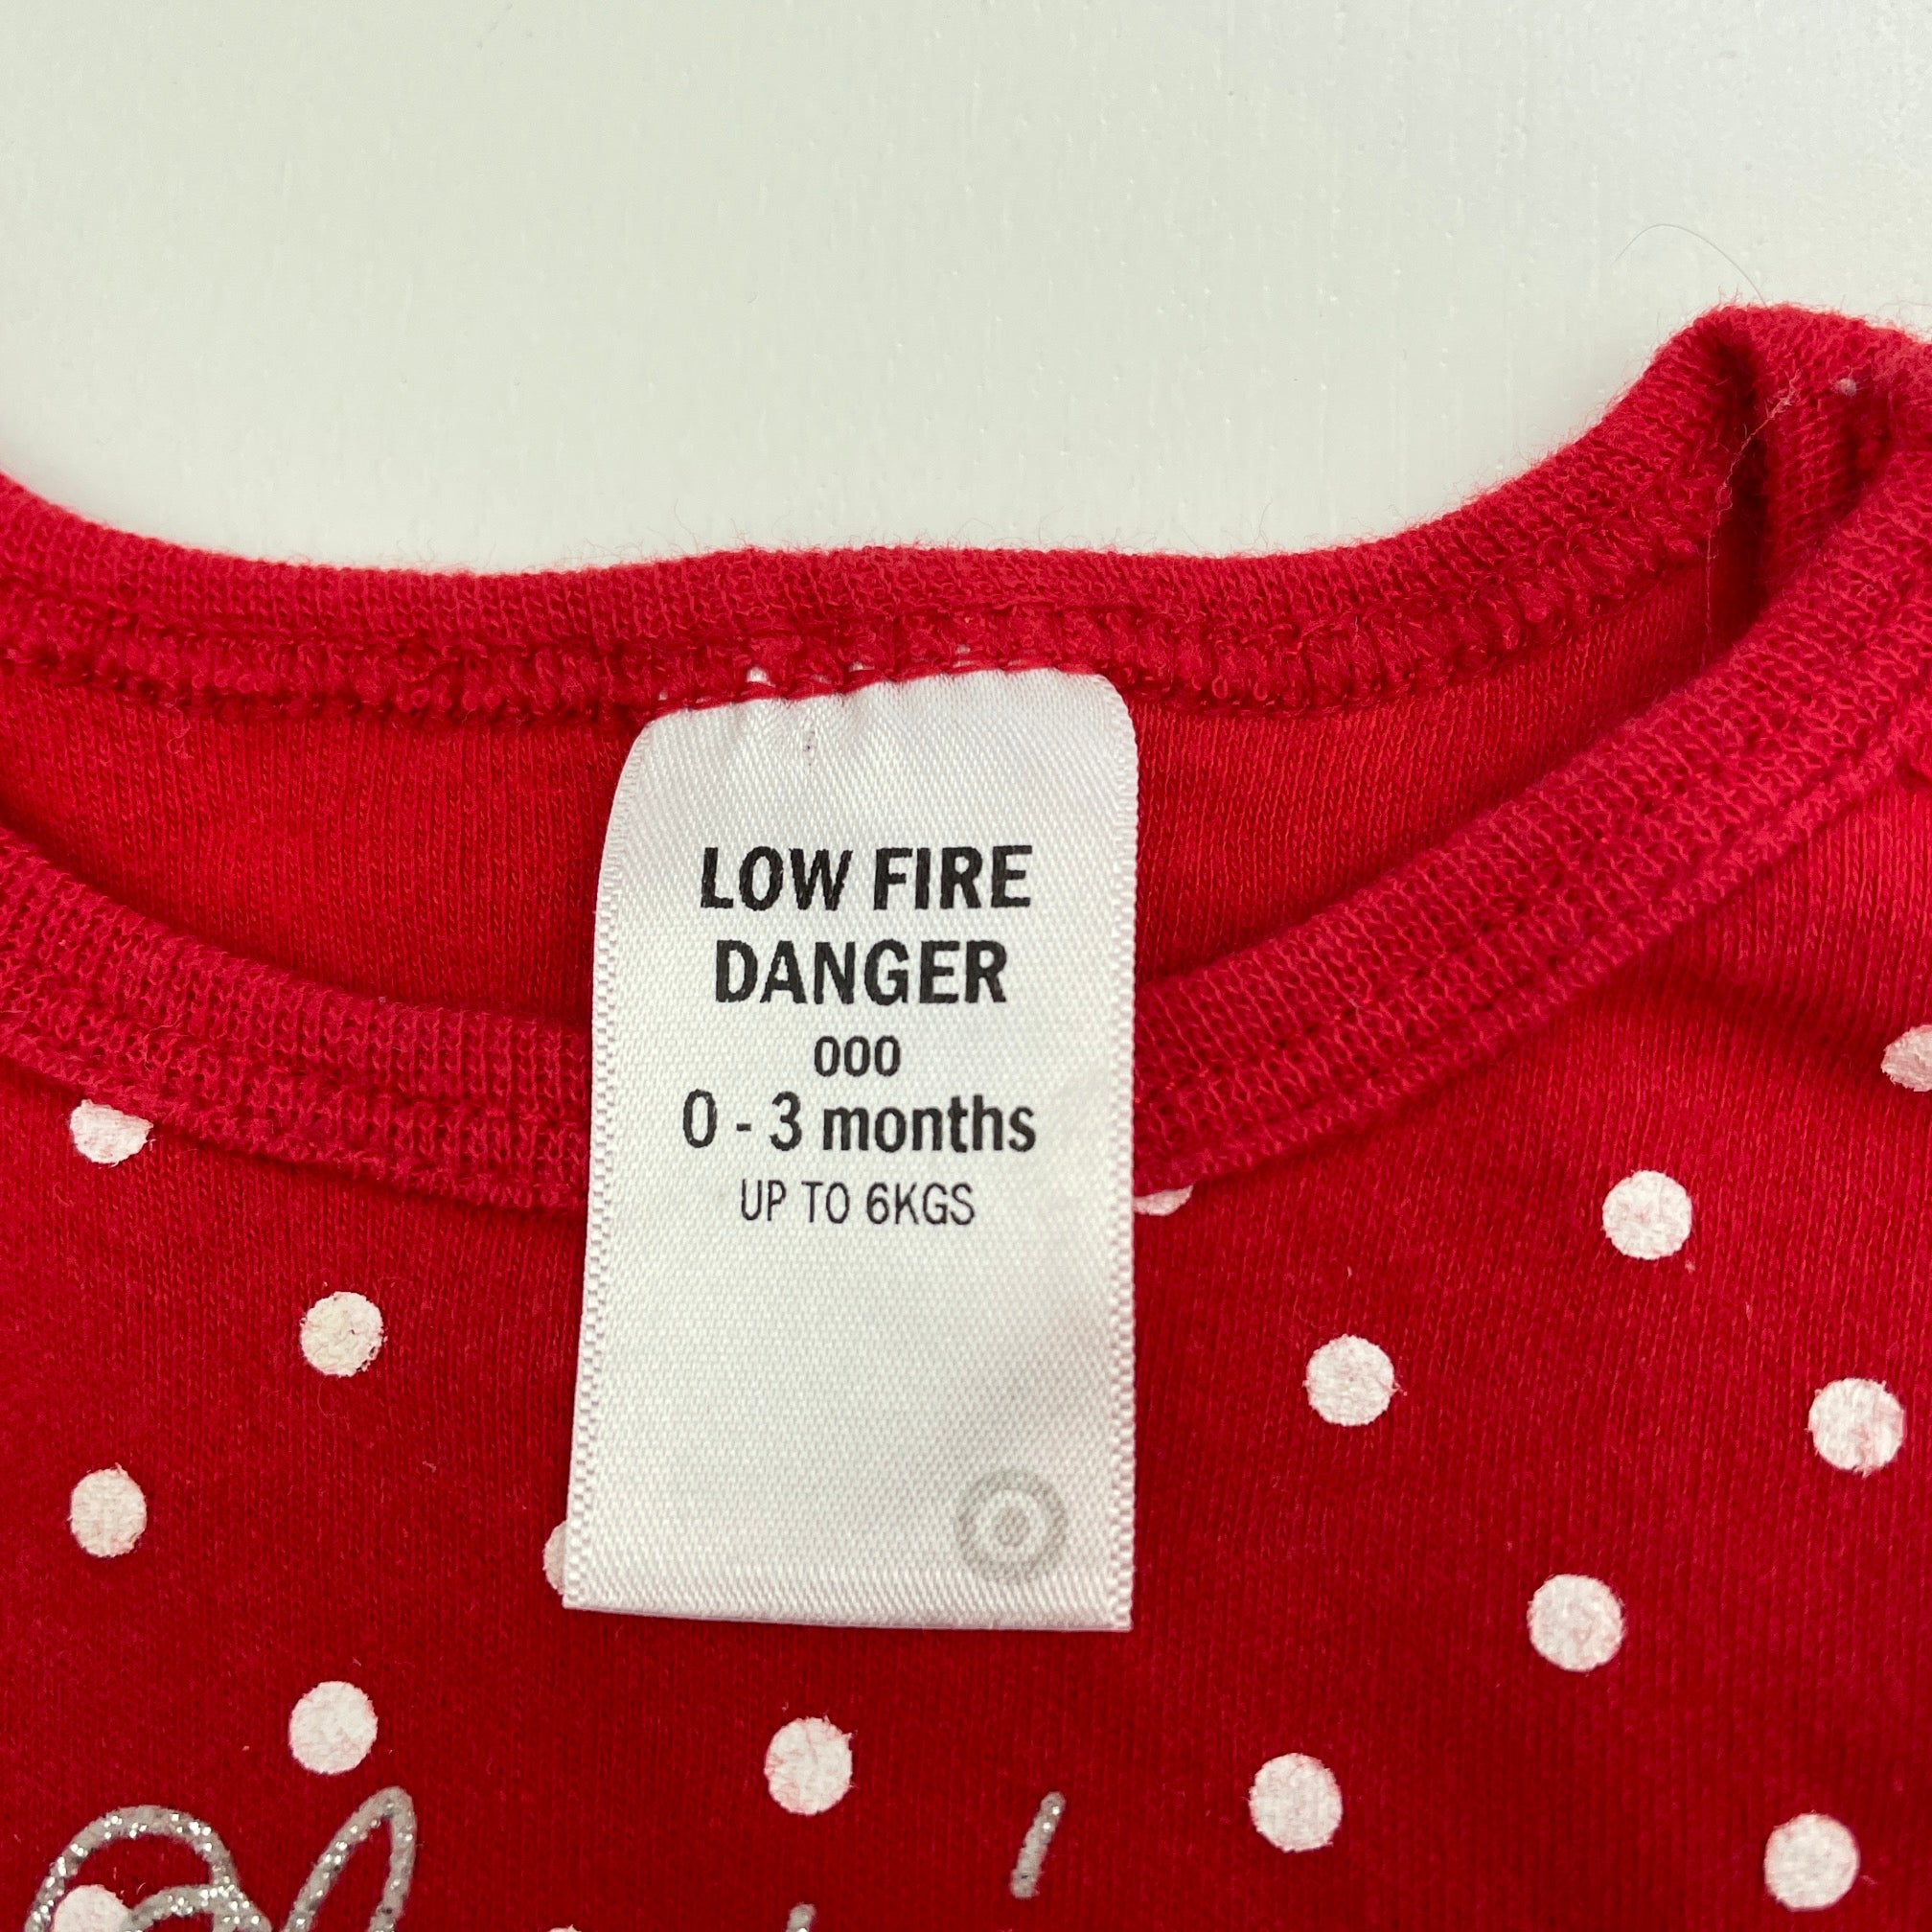 LOW FIRE
DANGER
000
0 - 3 months
UP TO 6KGS